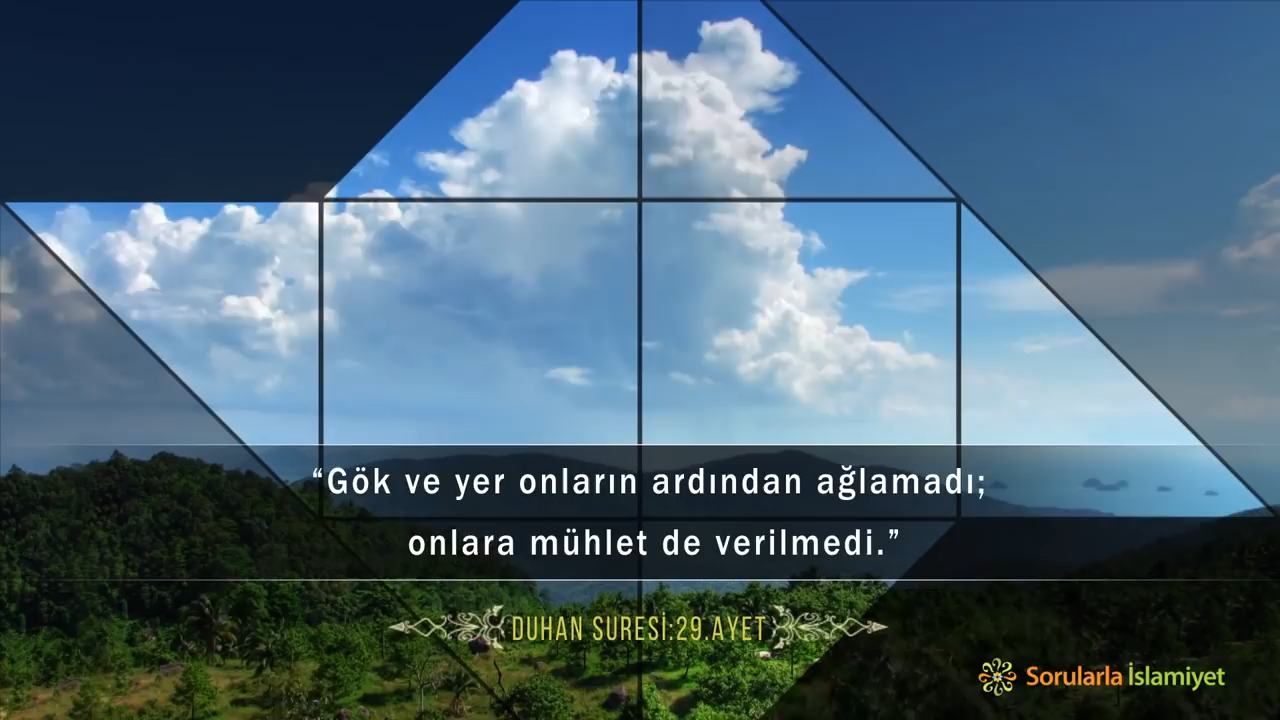 “Gök ve yer onların ardından ağlamadı;
onlara mühlet de verilmedi.”
DUHAN SURESİ:29.AYET
Sorularla İslamiyet